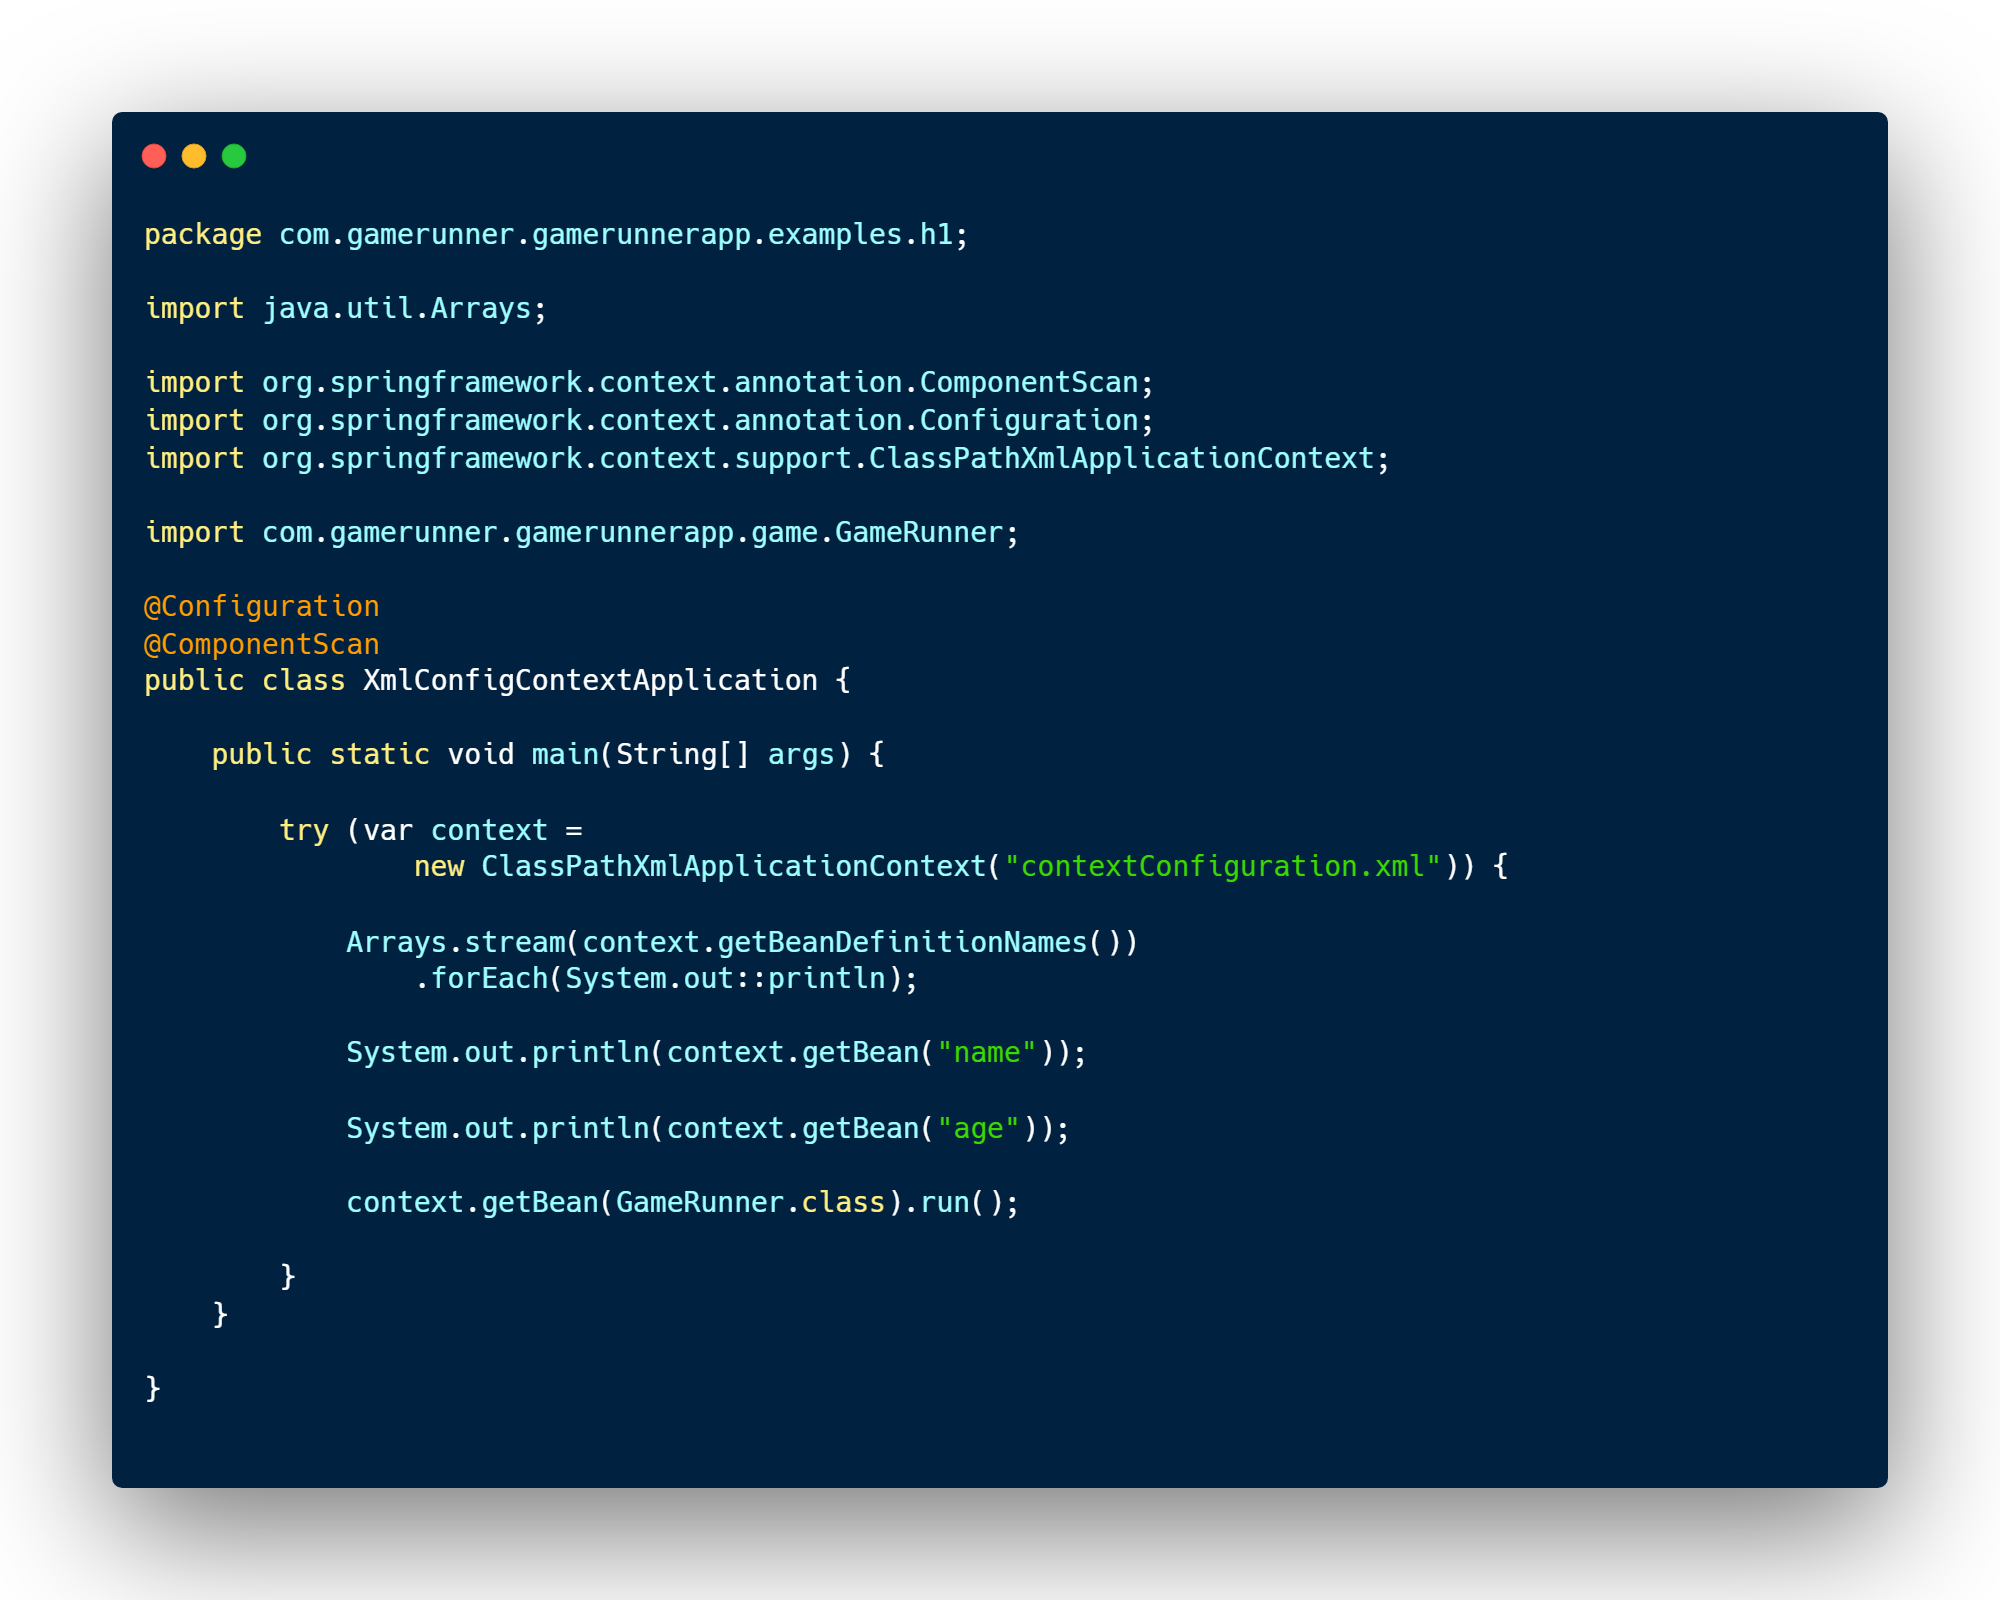 package com.gamerunner.gamerunnerapp.examples.h1;

import java.util.Arrays;

import org.springframework.context.annotation.ComponentScan;
import org.springframework.context.annotation.Configuration;
import org.springframework.context.support.ClassPathXmlApplicationContext;

import com.gamerunner.gamerunnerapp.game.GameRunner;

@Configuration
@ComponentScan
public class XmlConfigContextApplication {

    public static void main(String[] args) {

        try (var context =
                new ClassPathXmlApplicationContext("contextConfiguration.xml")) {

            Arrays.stream(context.getBeanDefinitionNames())
                .forEach(System.out::println);

            System.out.println(context.getBean("name"));

            System.out.println(context.getBean("age"));

            context.getBean(GameRunner.class).run();

        }
    }

}